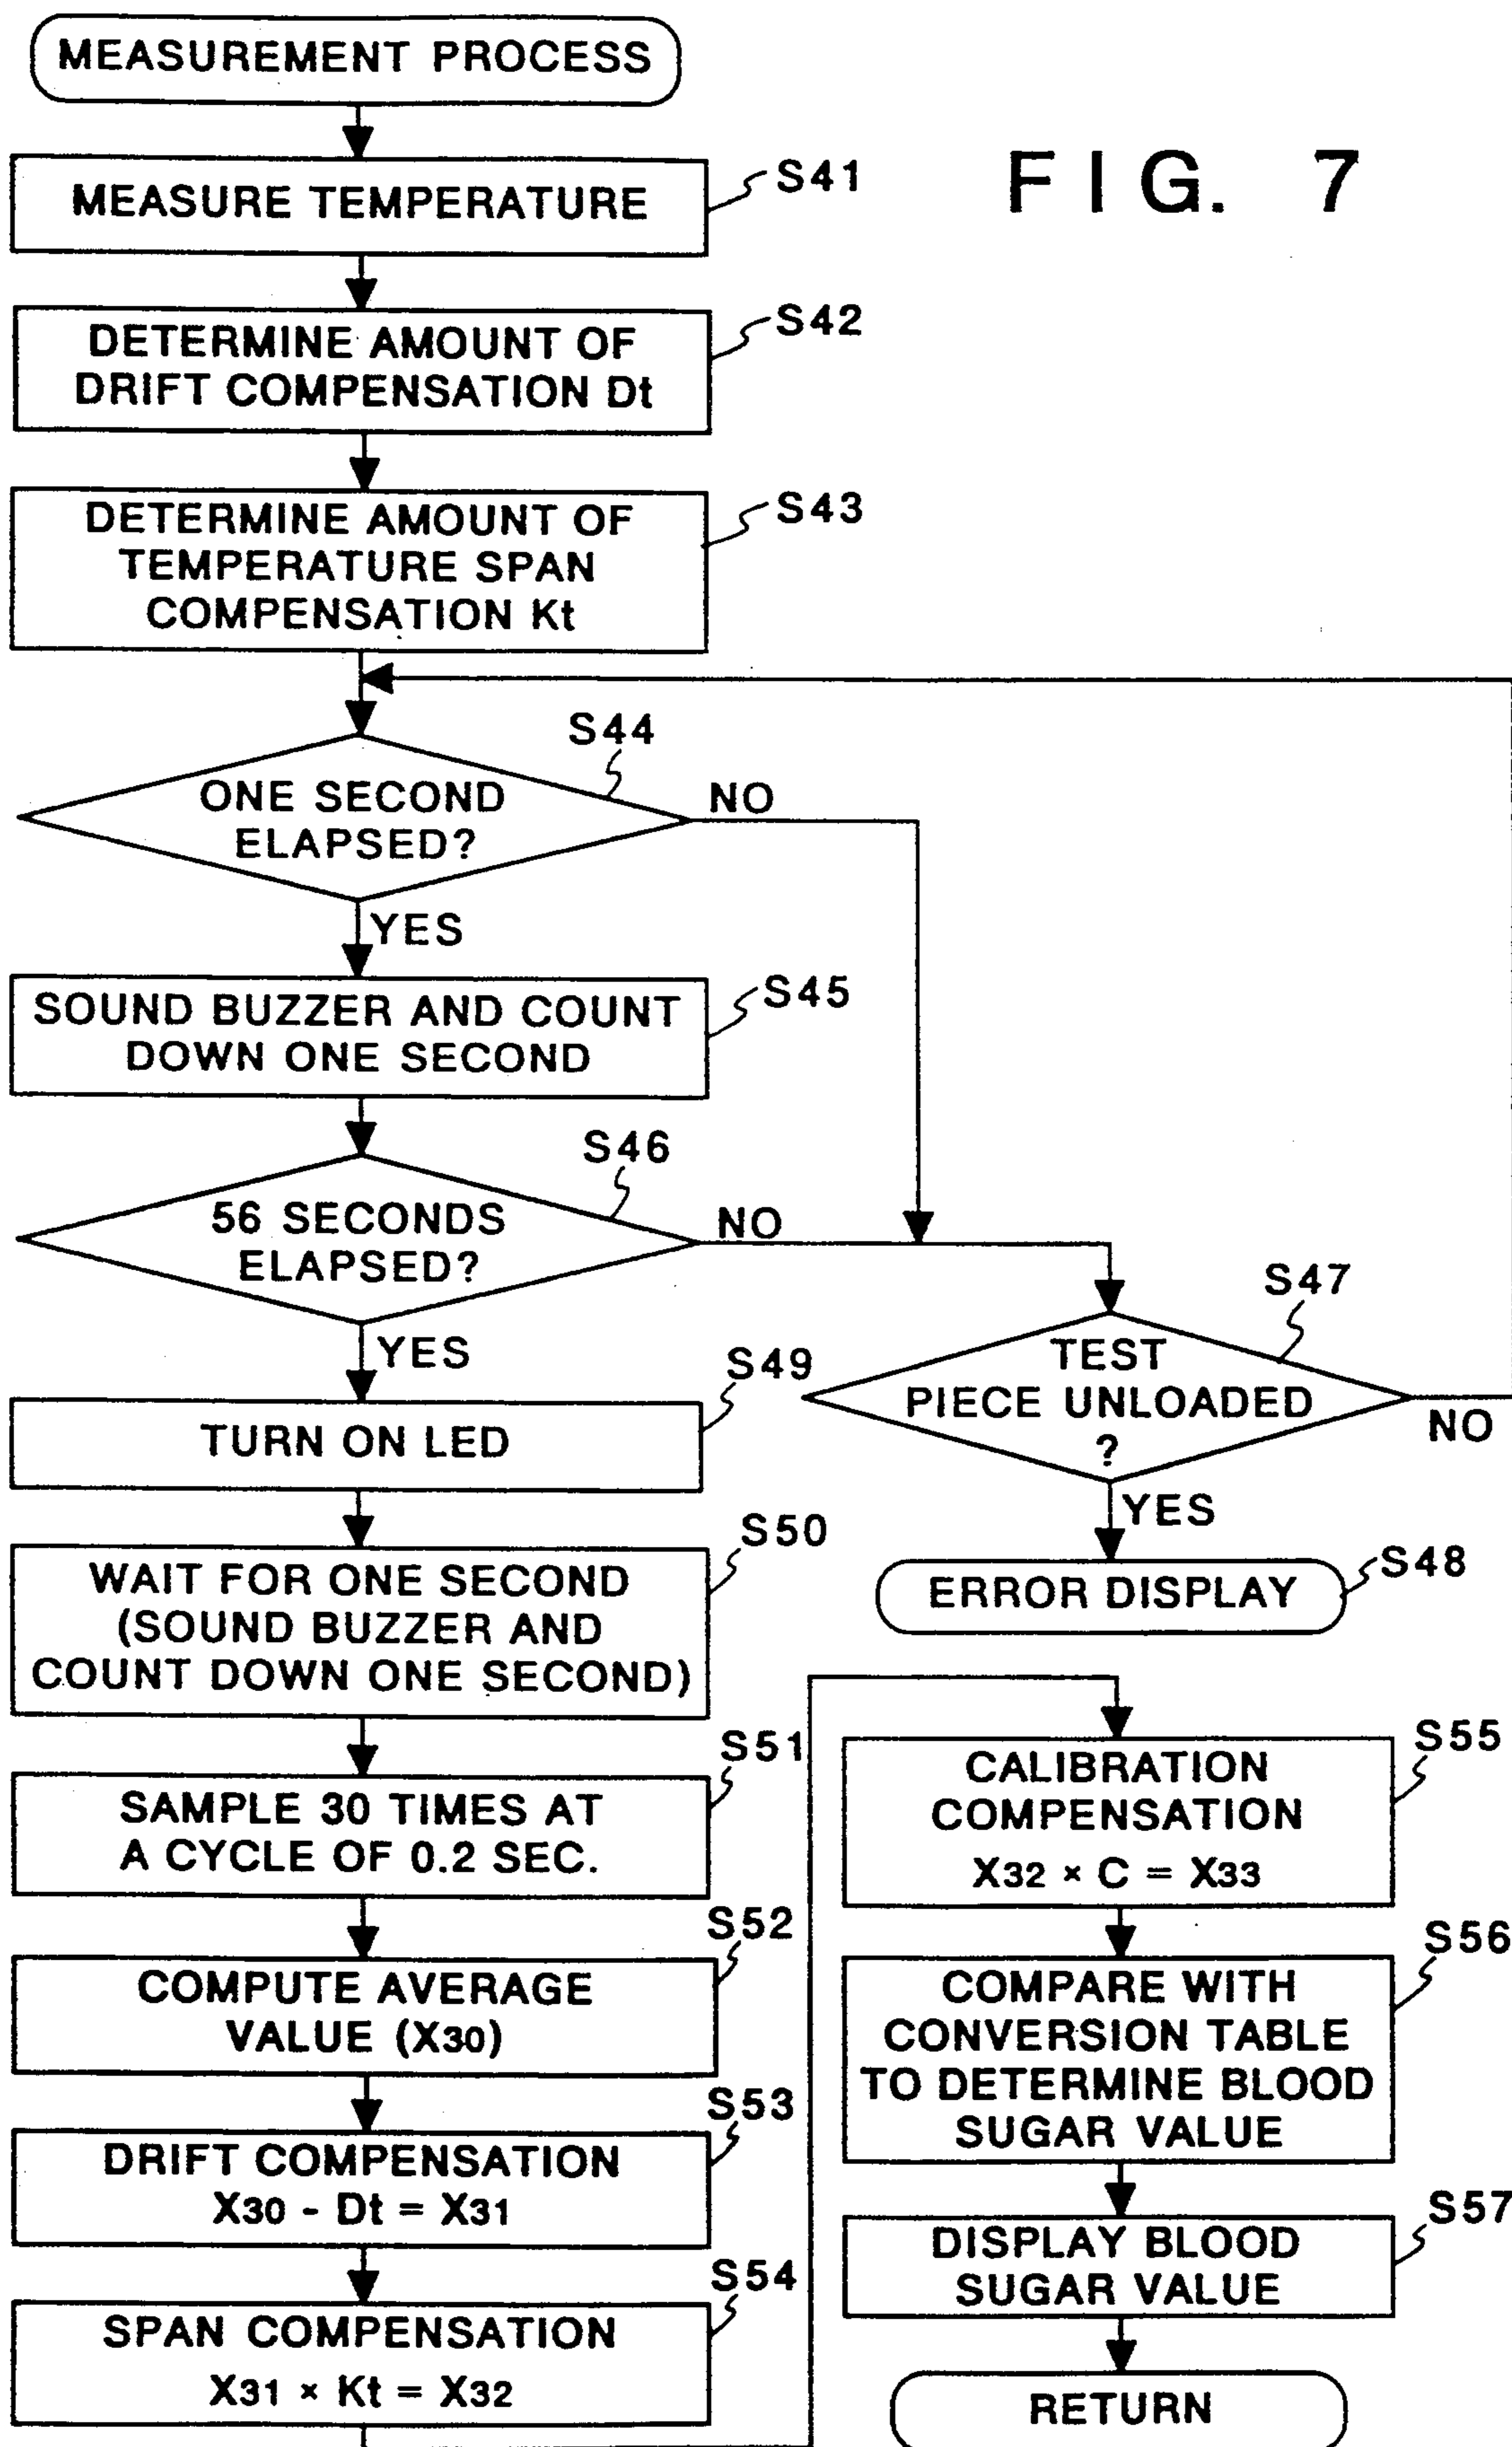 MEASUREMENT PROCESS
FIG. 7
MEASURE TEMPERATURE
S41
DETERMINE AMOUNT OF
DRIFT COMPENSATION Dt
S42
DETERMINE AMOUNT OF
TEMPERATURE SPAN
COMPENSATION Kt
S43
S44
ONE SECOND
ELAPSED?
NO
YES
SOUND BUZZER AND COUNT
DOWN ONE SECOND
S45
S46
56 SECONDS
ELAPSED?
NO
YES
S47
TEST
PIECE UNLOADED
?
NO
YES
ERROR DISPLAY
S48
S49
TURN ON LED
S50
WAIT FOR ONE SECOND
(SOUND BUZZER AND
COUNT DOWN ONE SECOND)
S51
SAMPLE 30 TIMES AT
A CYCLE OF 0.2 SEC.
S52
COMPUTE AVERAGE
VALUE (X30)
S53
DRIFT COMPENSATION
X30 - Dt = X31
S54
SPAN COMPENSATION
X31 × Kt = X32
S55
CALIBRATION
COMPENSATION
X32 × C = X33
S56
COMPARE WITH
CONVERSION TABLE
TO DETERMINE BLOOD
SUGAR VALUE
S57
DISPLAY BLOOD
SUGAR VALUE
RETURN